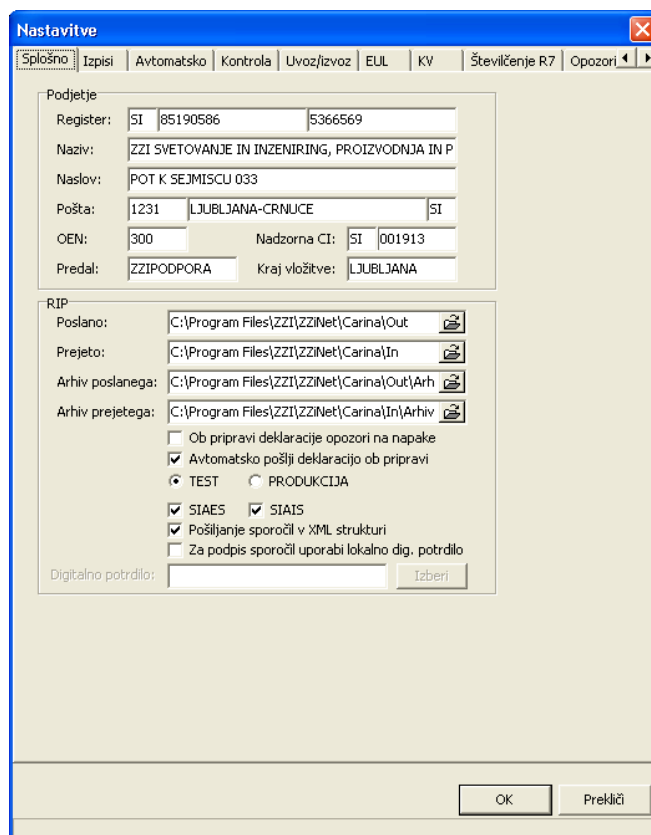 Nastavitve
Splošno Izpisi Avtomatsko Kontrola Uvoz/izvoz EUL KV Številčenje R7 Opozori
Podjetje
Register: SI 85190586 5366569
Naziv: ZZI SVETOVANJE IN INZENIRING, PROIZVODNJA IN P
Naslov: POT K SEJMISCU 033
Pošta: 1231 LJUBLJANA-CRNUCE SI
OEN: 300 Nadzorna CI: SI 001913
Predal: ZZIPODPORA Kraj vložitve: LJUBLJANA
RIP
Poslano: C:\Program Files\ZZI\ZZiNet\Carina\Out
Prejeto: C:\Program Files\ZZI\ZZiNet\Carina\In
Arhiv poslanega: C:\Program Files\ZZI\ZZiNet\Carina\Out\Arh
Arhiv prejetega: C:\Program Files\ZZI\ZZiNet\Carina\In\Arhiv
Ob pripravi deklaracije opozori na napake
Avtomatsko pošlji deklaracijo ob pripravi
TEST PRODUKCIJA
SIAES SIAIS
Pošiljanje sporočil v XML strukturi
Za podpis sporočil uporabi lokalno dig. potrdilo
Digitalno potrdilo: Izberi
OK Prekliči